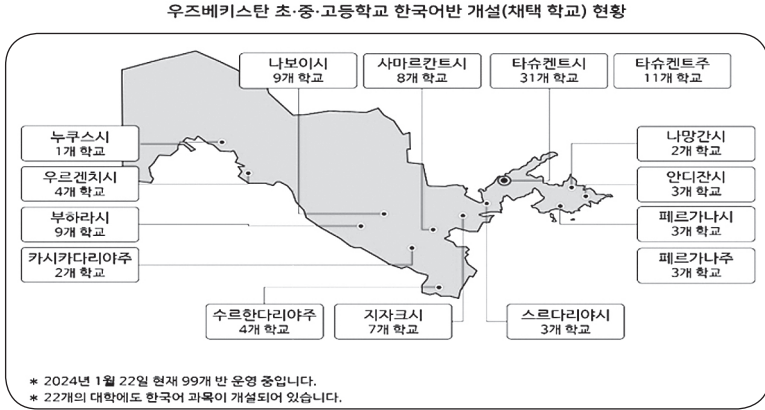 우즈베키스탄 초·중·고등학교 한국어반 개설(채택 학교) 현황
나보이시
9개 학교
사마르칸트시
8개 학교
타슈켄트시
31개 학교
타슈켄트주
11개 학교
누쿠스시
1개 학교
우르겐치시
4개 학교
부하라시
9개 학교
카시카다리야주
2개 학교
나망간시
2개 학교
안디잔시
3개 학교
페르가나시
3개 학교
페르가나주
3개 학교
수르한다리야주
4개 학교
지자크시
7개 학교
스르다리야시
3개 학교
* 2024년 1월 22일 현재 99개 반 운영 중입니다.
* 22개의 대학에도 한국어 과목이 개설되어 있습니다.